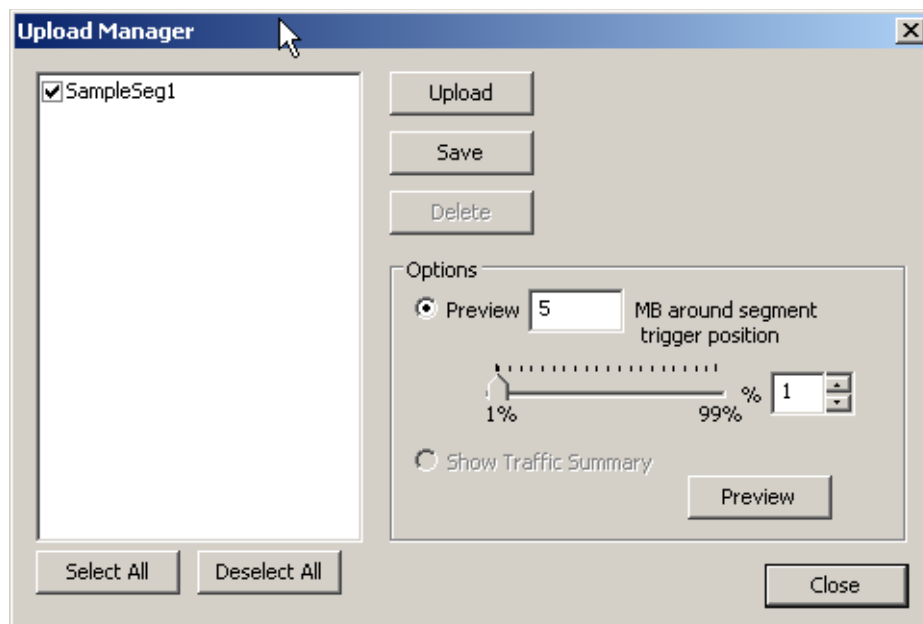 Upload Manager
SampleSeg1
Upload
Save
Delete
Options
Preview 5 MB around segment
trigger position
% 1
1% 99%
Show Traffic Summary
Preview
Select All Deselect All
Close